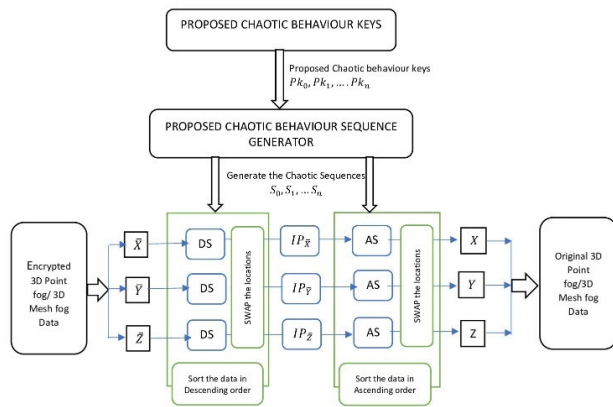 PROPOSED CHAOTIC BEHAVIOUR KEYS
Proposed Chaotic behaviour keys
Pk₀, Pk₁, .... Pkₙ
PROPOSED CHAOTIC BEHAVIOUR SEQUENCE
GENERATOR
Generate the Chaotic Sequences
S₀, S₁, ... Sₙ
Encrypted
3D Point
fog/ 3D
Mesh fog
Data
X̄
Ȳ
Z̄
DS
DS
DS
SWAP the locations
IP_X̄
IP_Ȳ
IP_Z̄
AS
AS
AS
SWAP the locations
X
Y
Z
Original 3D
Point
fog/3D
Mesh fog
Data
Sort the data in
Descending order
Sort the data in
Ascending order